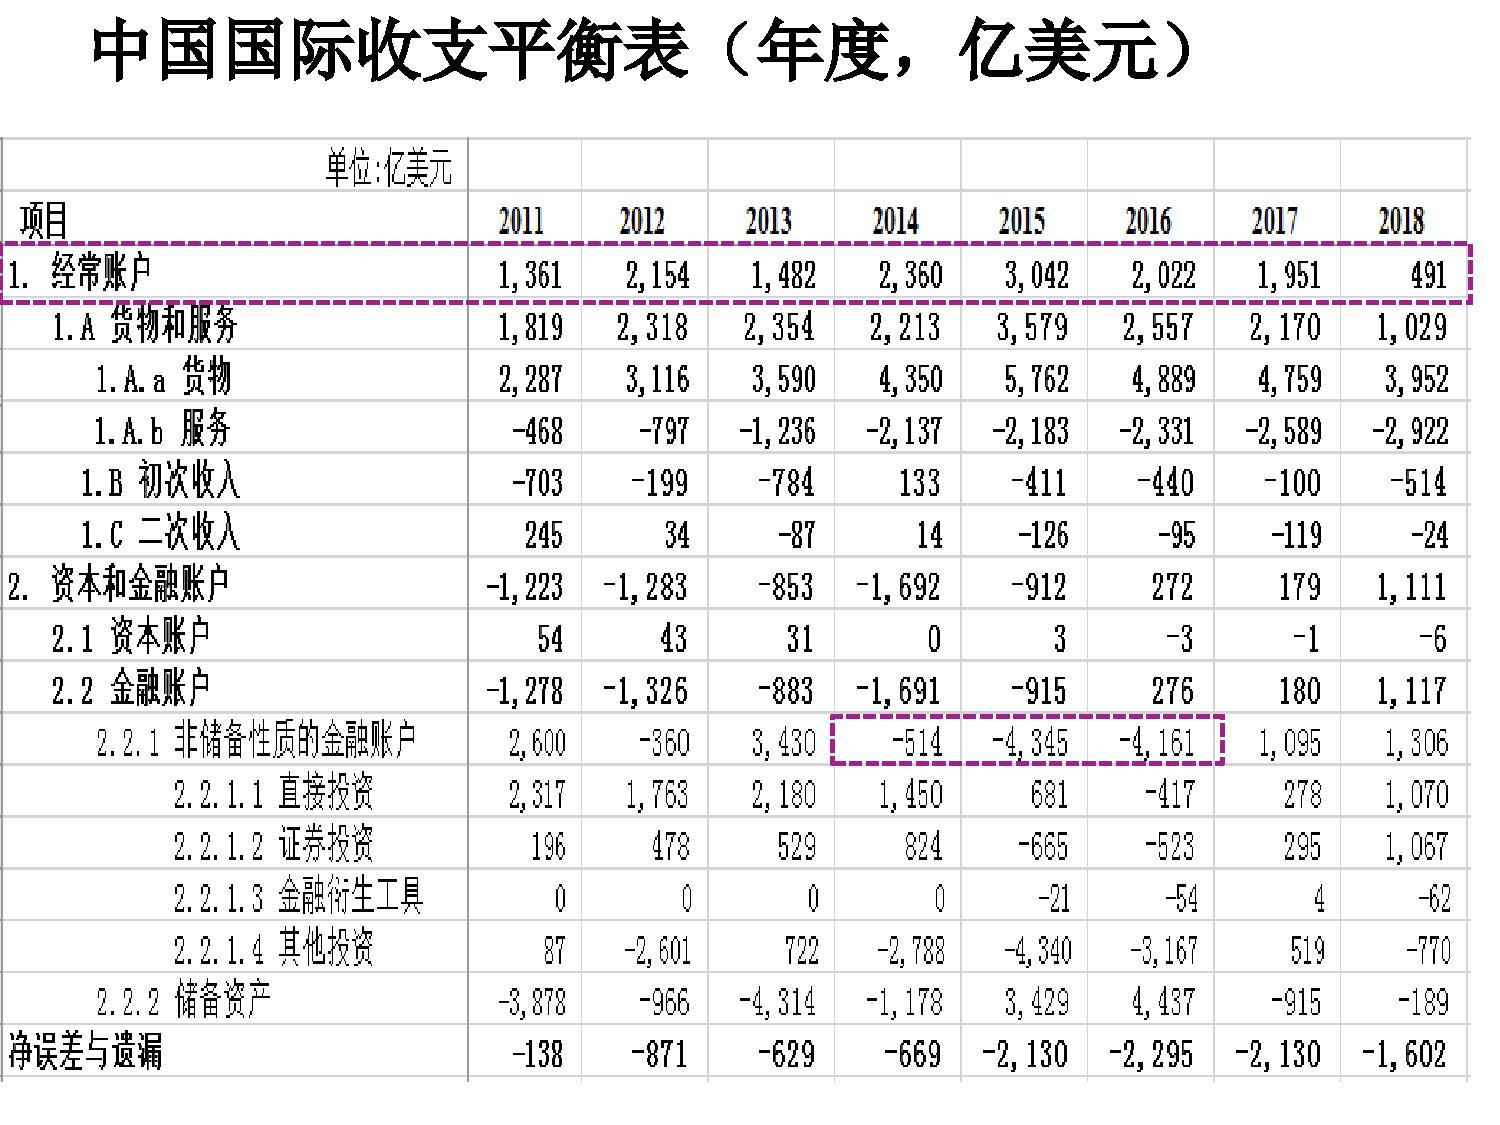 中国国际收支平衡表（年度，亿美元）
单位:亿美元
项目 2011 2012 2013 2014 2015 2016 2017 2018
1. 经常账户 1,361 2,154 1,482 2,360 3,042 2,022 1,951 491
1.A 货物和服务 1,819 2,318 2,354 2,213 3,579 2,557 2,170 1,029
1.A.a 货物 2,287 3,116 3,590 4,350 5,762 4,889 4,759 3,952
1.A.b 服务 -468 -797 -1,236 -2,137 -2,183 -2,331 -2,589 -2,922
1.B 初次收入 -703 -199 -784 133 -411 -440 -100 -514
1.C 二次收入 245 34 -87 14 -126 -95 -119 -24
2. 资本和金融账户 -1,223 -1,283 -853 -1,692 -912 272 179 1,111
2.1 资本账户 54 43 31 0 3 -3 -1 -6
2.2 金融账户 -1,278 -1,326 -883 -1,691 -915 276 180 1,117
2.2.1 非储备性质的金融账户 2,600 -360 3,430 -514 -4,345 -4,161 1,095 1,306
2.2.1.1 直接投资 2,317 1,763 2,180 1,450 681 -417 278 1,070
2.2.1.2 证券投资 196 478 529 824 -665 -523 295 1,067
2.2.1.3 金融衍生工具 0 0 0 0 -21 -54 4 -62
2.2.1.4 其他投资 87 -2,601 722 -2,788 -4,340 -3,167 519 -770
2.2.2 储备资产 -3,878 -966 -4,314 -1,178 3,429 4,437 -915 -189
净误差与遗漏 -138 -871 -629 -669 -2,130 -2,295 -2,130 -1,602